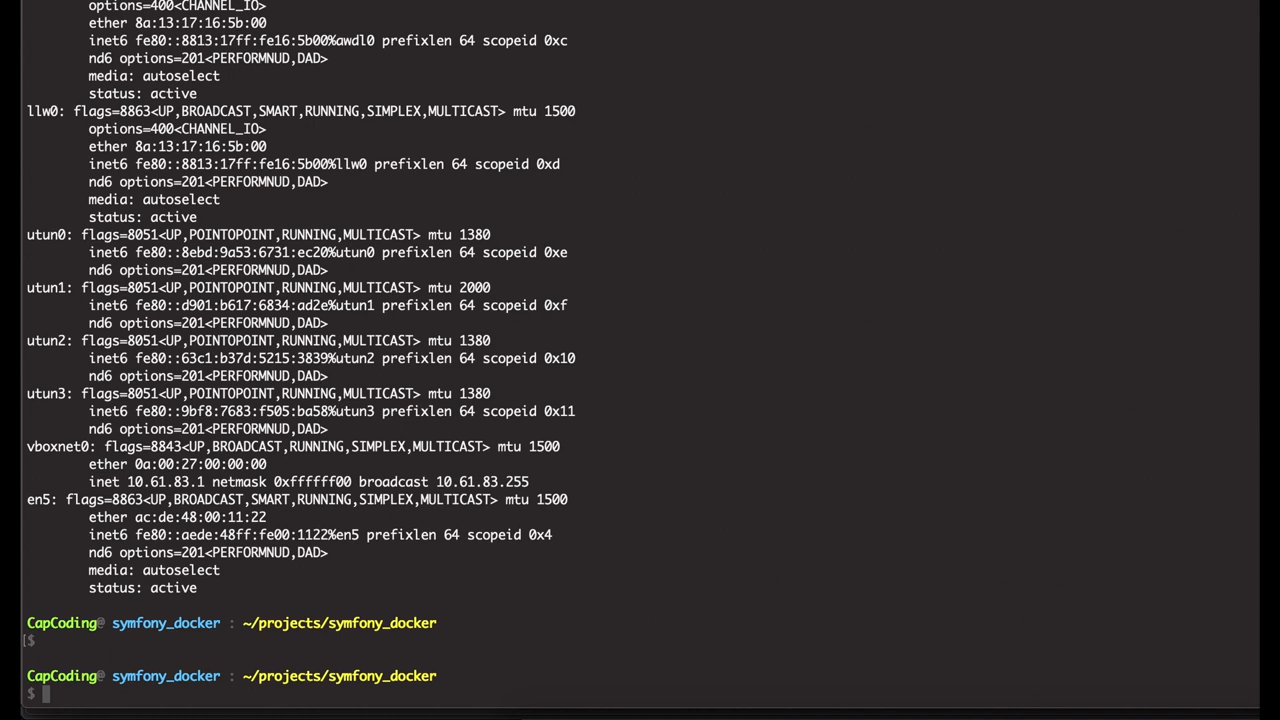 options=400<CHANNEL_IO>
ether 8a:13:17:16:5b:00
inet6 fe80::8813:17ff:fe16:5b00%awdl0 prefixlen 64 scopeid 0xc
nd6 options=201<PERFORMNUD,DAD>
media: autoselect
status: active
llw0: flags=8863<UP,BROADCAST,SMART,RUNNING,SIMPLEX,MULTICAST> mtu 1500
options=400<CHANNEL_IO>
ether 8a:13:17:16:5b:00
inet6 fe80::8813:17ff:fe16:5b00%llw0 prefixlen 64 scopeid 0xd
nd6 options=201<PERFORMNUD,DAD>
media: autoselect
status: active
utun0: flags=8051<UP,POINTOPOINT,RUNNING,MULTICAST> mtu 1380
inet6 fe80::8ebd:9a53:6731:ec20%utun0 prefixlen 64 scopeid 0xe
nd6 options=201<PERFORMNUD,DAD>
utun1: flags=8051<UP,POINTOPOINT,RUNNING,MULTICAST> mtu 2000
inet6 fe80::d901:b617:6834:ad2e%utun1 prefixlen 64 scopeid 0xf
nd6 options=201<PERFORMNUD,DAD>
utun2: flags=8051<UP,POINTOPOINT,RUNNING,MULTICAST> mtu 1380
inet6 fe80::63c1:b37d:5215:3839%utun2 prefixlen 64 scopeid 0x10
nd6 options=201<PERFORMNUD,DAD>
utun3: flags=8051<UP,POINTOPOINT,RUNNING,MULTICAST> mtu 1380
inet6 fe80::9bf8:7683:f505:ba58%utun3 prefixlen 64 scopeid 0x11
nd6 options=201<PERFORMNUD,DAD>
vboxnet0: flags=8843<UP,BROADCAST,RUNNING,SIMPLEX,MULTICAST> mtu 1500
ether 0a:00:27:00:00:00
inet 10.61.83.1 netmask 0xffffff00 broadcast 10.61.83.255
en5: flags=8863<UP,BROADCAST,SMART,RUNNING,SIMPLEX,MULTICAST> mtu 1500
ether ac:de:48:00:11:22
inet6 fe80::aede:48ff:fe00:1122%en5 prefixlen 64 scopeid 0x4
nd6 options=201<PERFORMNUD,DAD>
media: autoselect
status: active
CapCoding@ symfony_docker : ~/projects/symfony_docker
[$
CapCoding@ symfony_docker : ~/projects/symfony_docker
$